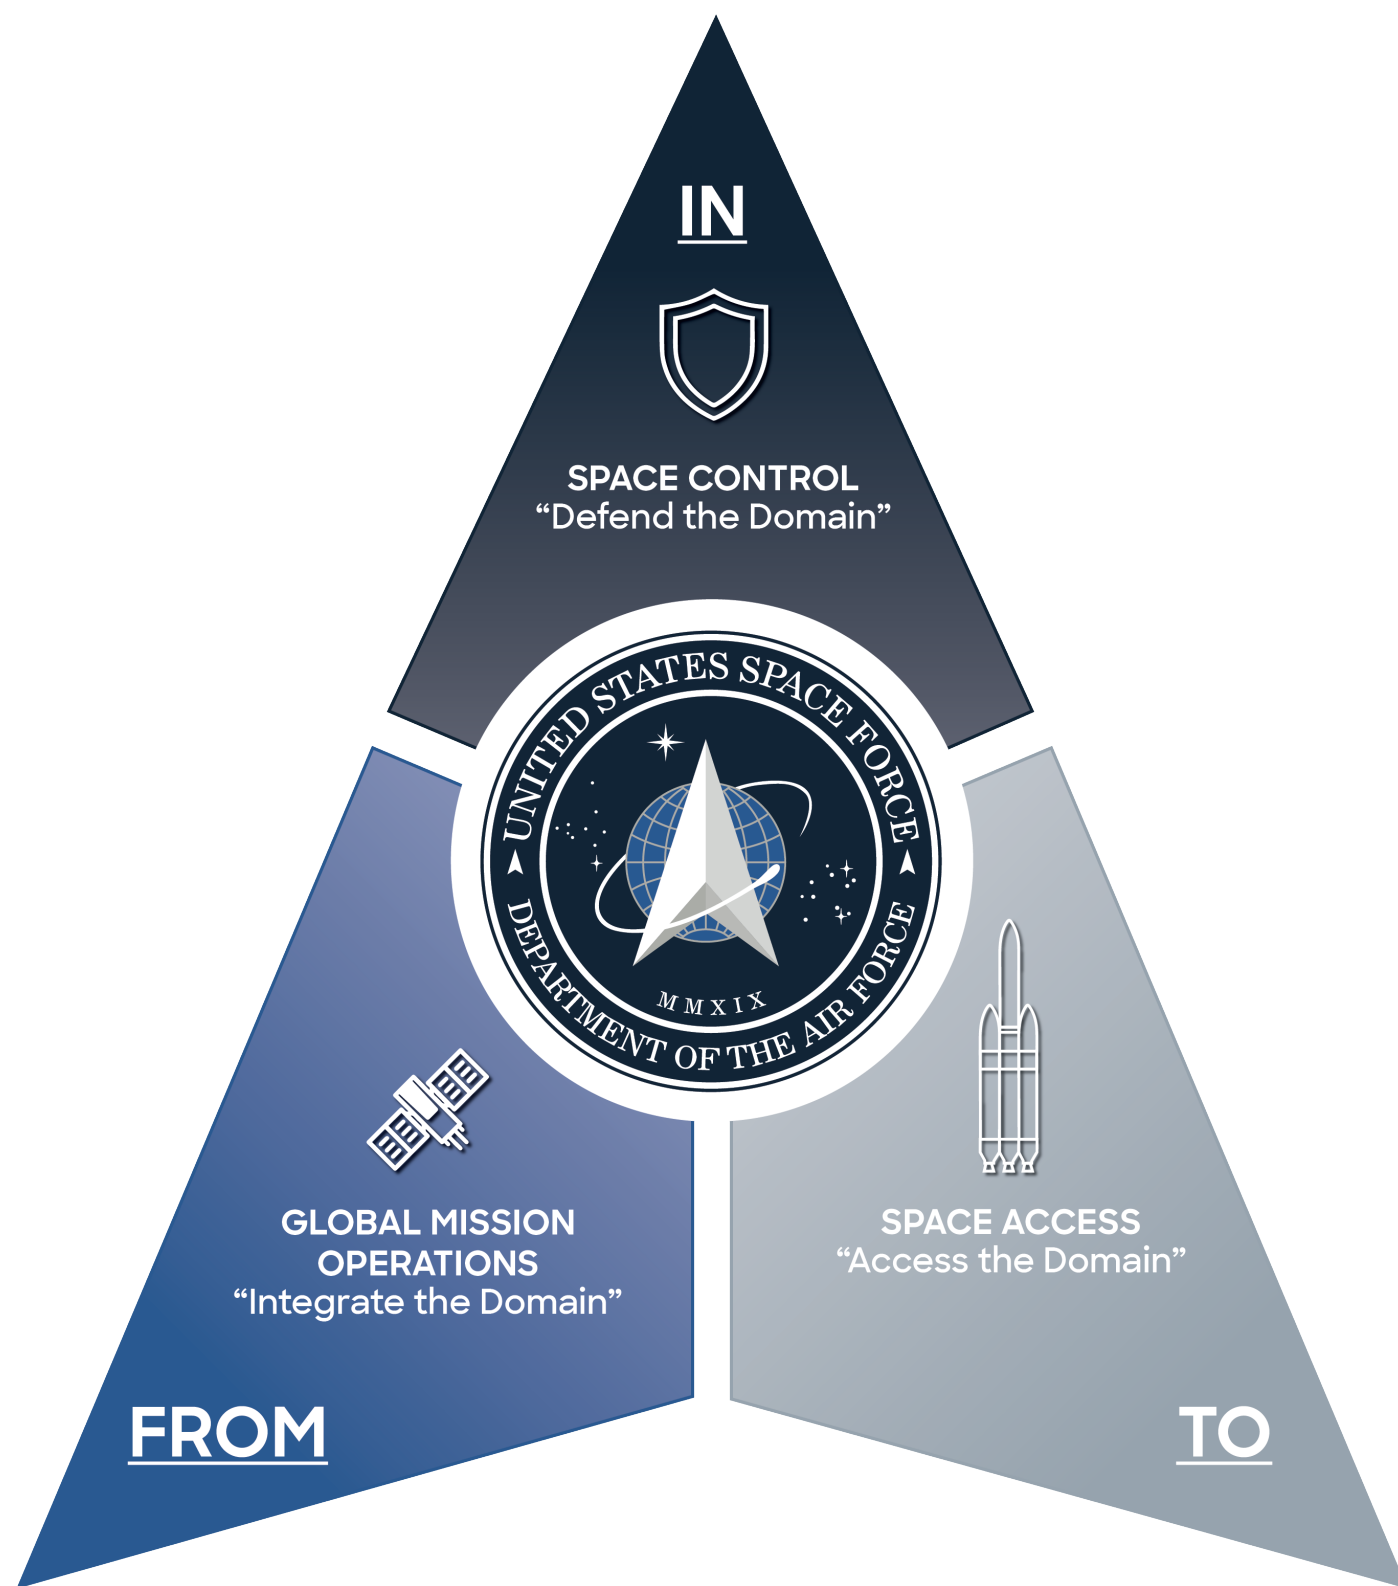 IN
SPACE CONTROL
“Defend the Domain”
UNITED STATES SPACE FORCE
DEPARTMENT OF THE AIR FORCE
MMXIX
GLOBAL MISSION
OPERATIONS
“Integrate the Domain”
FROM
SPACE ACCESS
“Access the Domain”
TO